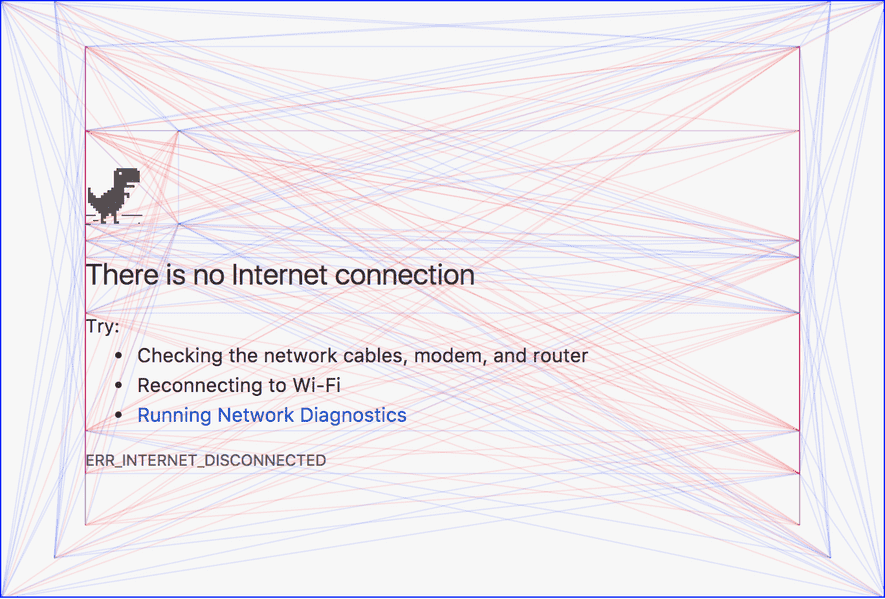 There is no Internet connection
Try:
• Checking the network cables, modem, and router
• Reconnecting to Wi-Fi
• Running Network Diagnostics
ERR_INTERNET_DISCONNECTED